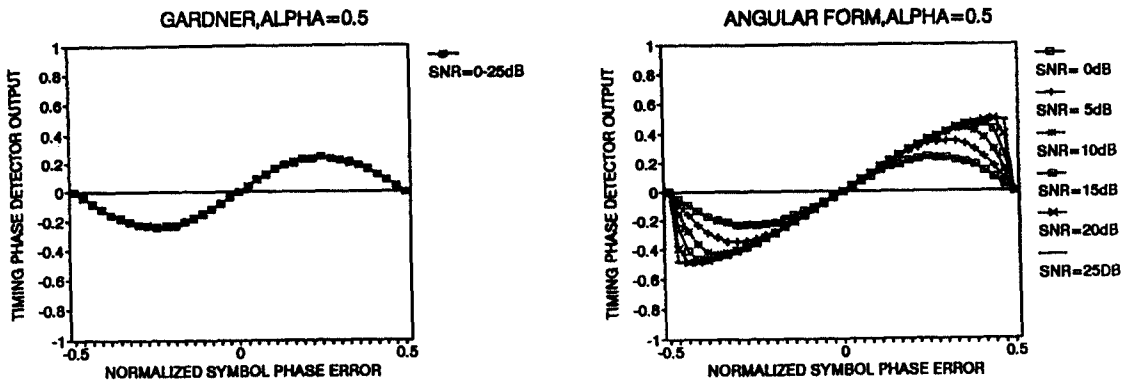 GARDNER,ALPHA=0.5
TIMING PHASE DETECTOR OUTPUT
1
0.8
0.6
0.4
0.2
0
-0.2
-0.4
-0.6
-0.8
-1
-0.5
0
0.5
NORMALIZED SYMBOL PHASE ERROR
SNR=0-25dB
ANGULAR FORM,ALPHA=0.5
TIMING PHASE DETECTOR OUTPUT
1
0.8
0.6
0.4
0.2
0
-0.2
-0.4
-0.6
-0.8
-1
-0.5
0
0.5
NORMALIZED SYMBOL PHASE ERROR
SNR= 0dB
SNR= 5dB
SNR=10dB
SNR=15dB
SNR=20dB
SNR=25DB